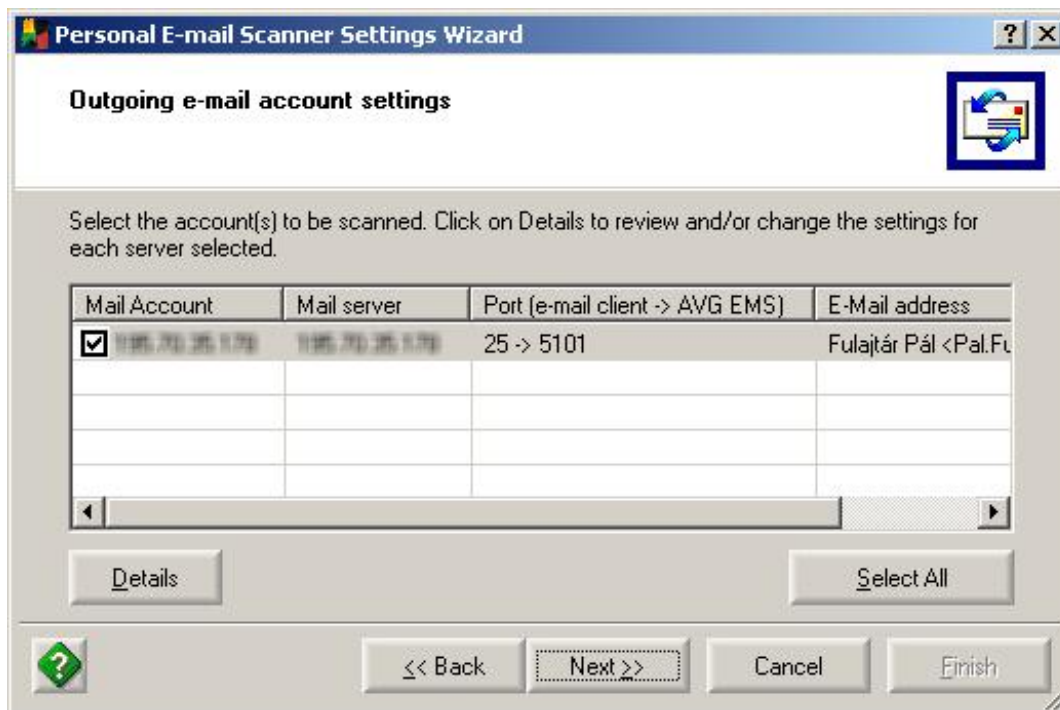 Personal E-mail Scanner Settings Wizard
Outgoing e-mail account settings
Select the account(s) to be scanned. Click on Details to review and/or change the settings for
each server selected.
Mail Account Mail server Port (e-mail client -> AVG EMS) E-Mail address
25 -> 5101 Fulajtár Pál <Pal.Fu
Details Select All
<< Back Next >> Cancel Finish